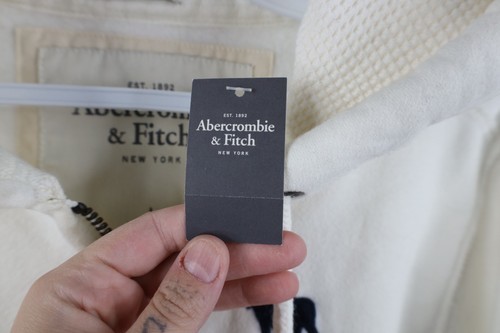 EST. 1892
Abercrombie
& Fitch
NEW YORK
EST. 1892
Abercrombie
& Fitch
NEW YORK